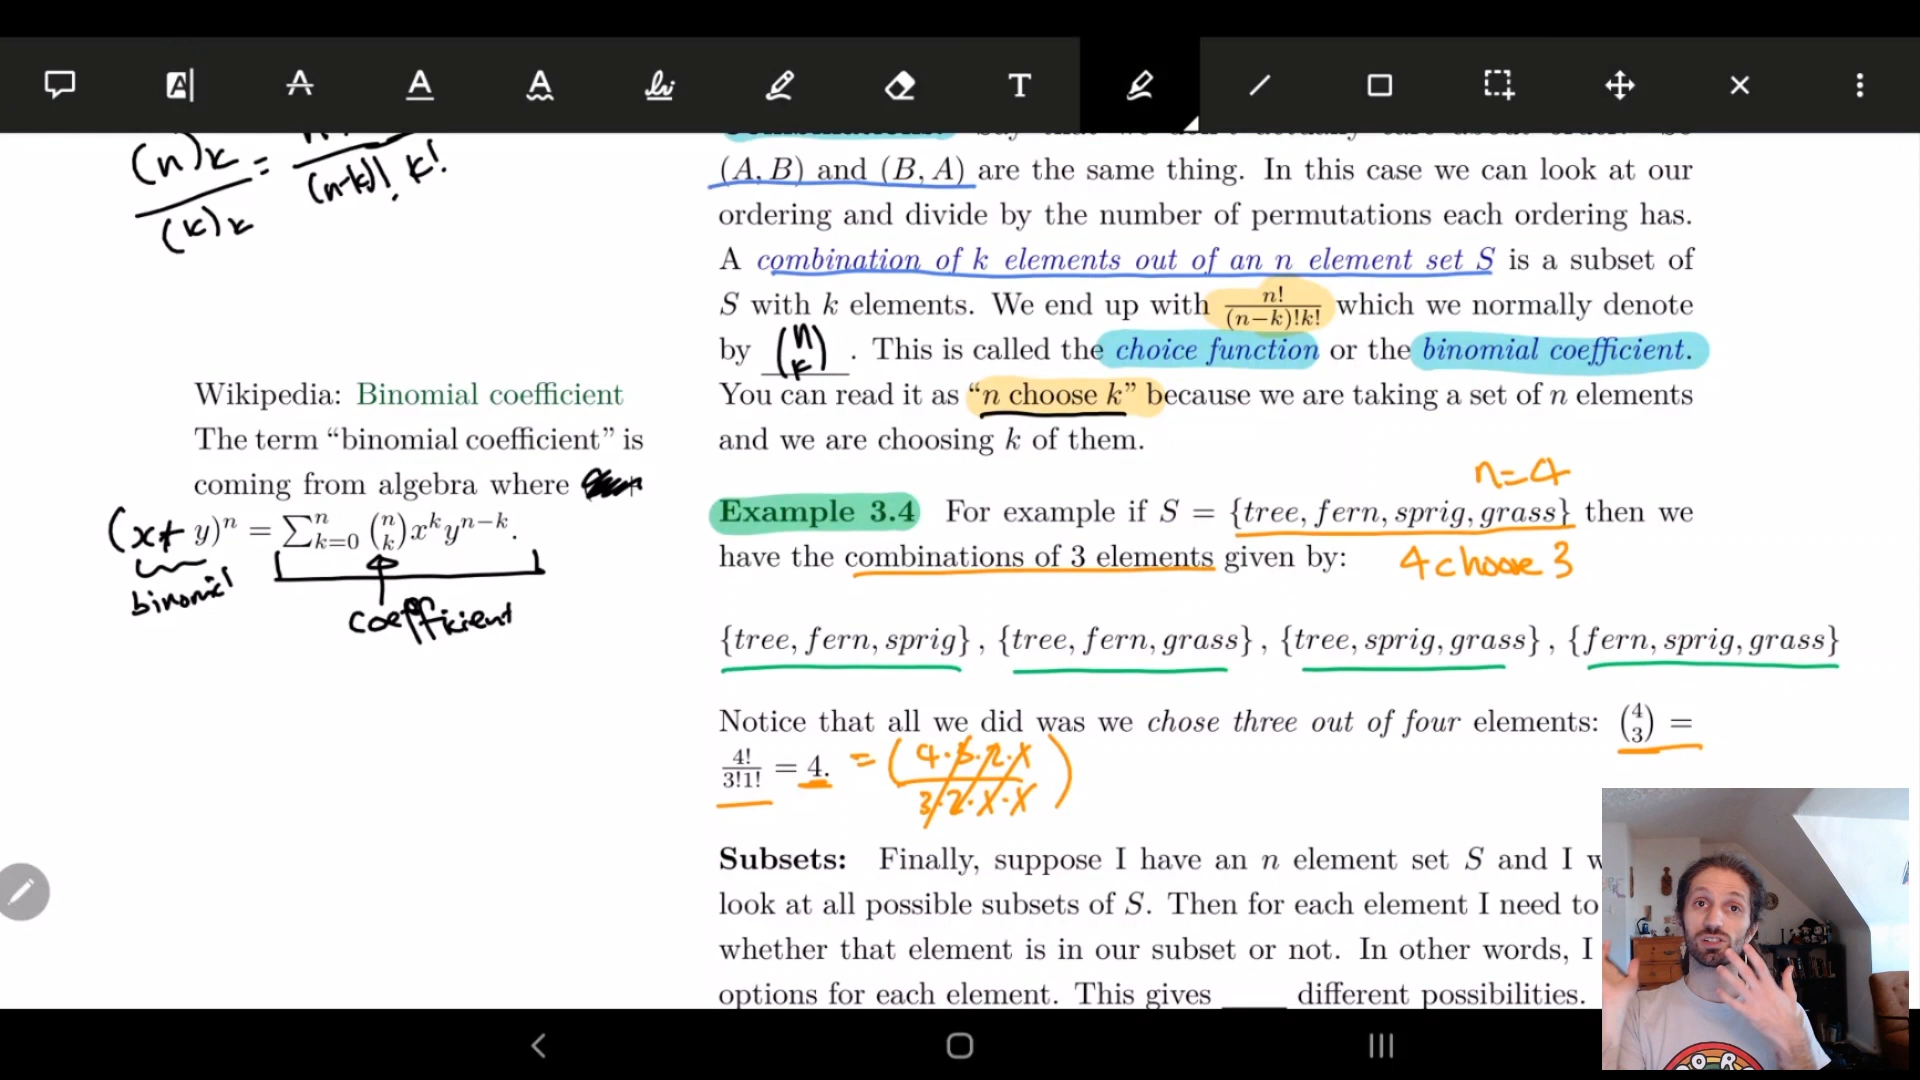 (n)k / (k)k = (n-k)! k!
(A, B) and (B, A) are the same thing. In this case we can look at our
ordering and divide by the number of permutations each ordering has.
A combination of k elements out of an n element set S is a subset of
S with k elements. We end up with n!/(n−k)!k! which we normally denote
by (n k). This is called the choice function or the binomial coefficient.
You can read it as “n choose k” because we are taking a set of n elements
and we are choosing k of them.
Wikipedia: Binomial coefficient
The term “binomial coefficient” is
coming from algebra where
(x+y)^n = ∑_{k=0}^n (n k) x^k y^{n−k}.
binomial
coefficient
n=4
Example 3.4 For example if S = {tree, fern, sprig, grass} then we
have the combinations of 3 elements given by: 4 choose 3
{tree, fern, sprig}, {tree, fern, grass}, {tree, sprig, grass}, {fern, sprig, grass}
Notice that all we did was we chose three out of four elements: (4 3) =
4!/3!1! = 4. = (4·3·2·1 / 3·2·1·1)
Subsets: Finally, suppose I have an n element set S and I
look at all possible subsets of S. Then for each element I need to
whether that element is in our subset or not. In other words, I
options for each element. This gives ____ different possibilities.